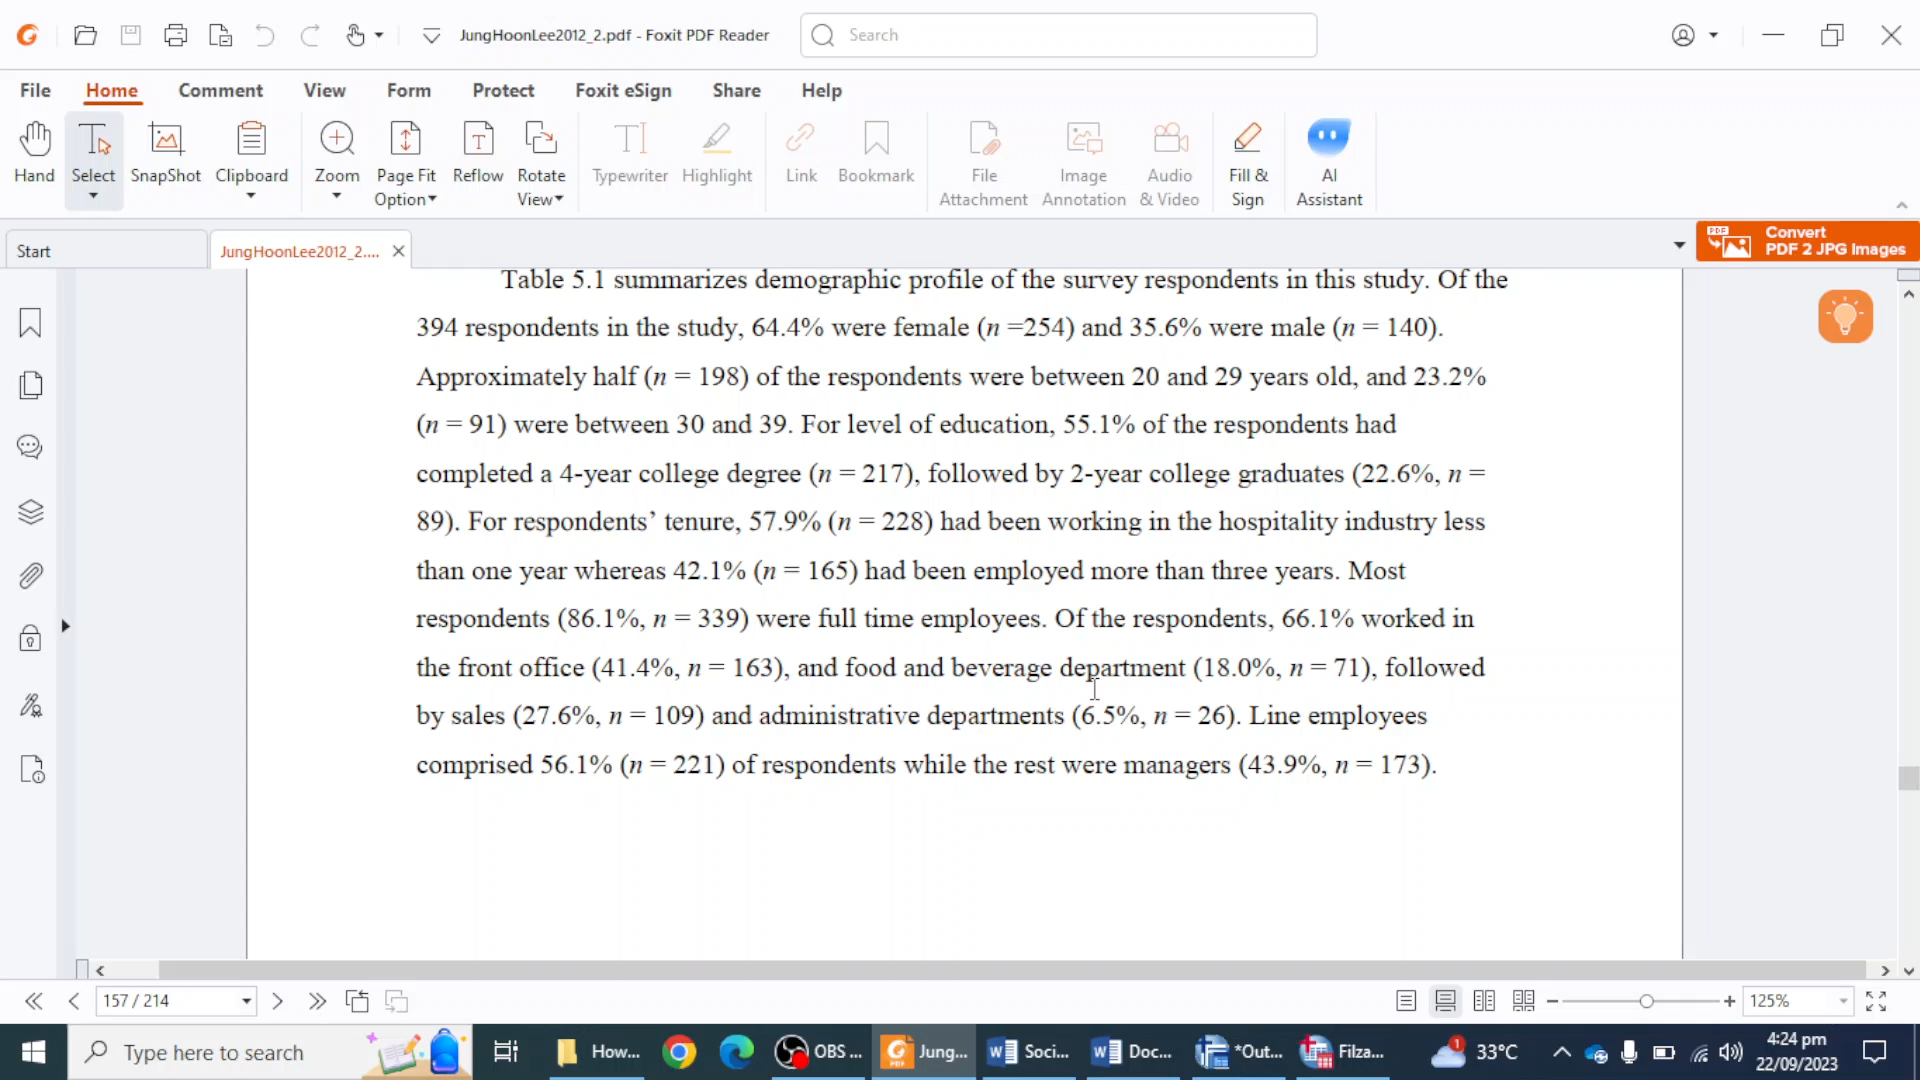 JungHoonLee2012_2.pdf - Foxit PDF Reader
Search
File Home Comment View Form Protect Foxit eSign Share Help
Hand Select SnapShot Clipboard Zoom Page Fit Option Reflow Rotate View Typewriter Highlight Link Bookmark File Attachment Image Annotation Audio & Video Fill & Sign AI Assistant
Start JungHoonLee2012_2....
PDF Convert
PDF 2 JPG Images
Table 5.1 summarizes demographic profile of the survey respondents in this study. Of the
394 respondents in the study, 64.4% were female (n =254) and 35.6% were male (n = 140).
Approximately half (n = 198) of the respondents were between 20 and 29 years old, and 23.2%
(n = 91) were between 30 and 39. For level of education, 55.1% of the respondents had
completed a 4-year college degree (n = 217), followed by 2-year college graduates (22.6%, n =
89). For respondents’ tenure, 57.9% (n = 228) had been working in the hospitality industry less
than one year whereas 42.1% (n = 165) had been employed more than three years. Most
respondents (86.1%, n = 339) were full time employees. Of the respondents, 66.1% worked in
the front office (41.4%, n = 163), and food and beverage department (18.0%, n = 71), followed
by sales (27.6%, n = 109) and administrative departments (6.5%, n = 26). Line employees
comprised 56.1% (n = 221) of respondents while the rest were managers (43.9%, n = 173).
157 / 214
125%
Type here to search
How...
OBS ...
Jung...
Soci...
Doc...
*Out...
Filza...
1
33°C
4:24 pm
22/09/2023